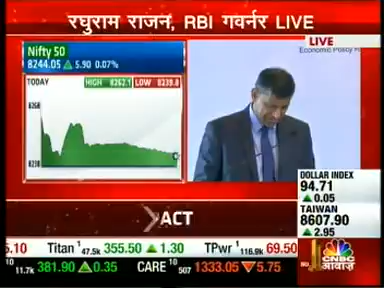 रघुराम राजन, RBI गवर्नर LIVE
Nifty 50
8244.05 5.90 0.07%
TODAY HIGH 8262.1 LOW 8239.8
8260
8230
LIVE
Economic Policy
DOLLAR INDEX
94.71
0.05
TAIWAN
8607.90
2.95
ACT
5.10 Titan 47.5K 355.50 1.30 TPwr 116.9K 69.50
10 11.7K 381.90 0.35 CARE 10 507 1333.05 5.75
CNBC
आवाज़